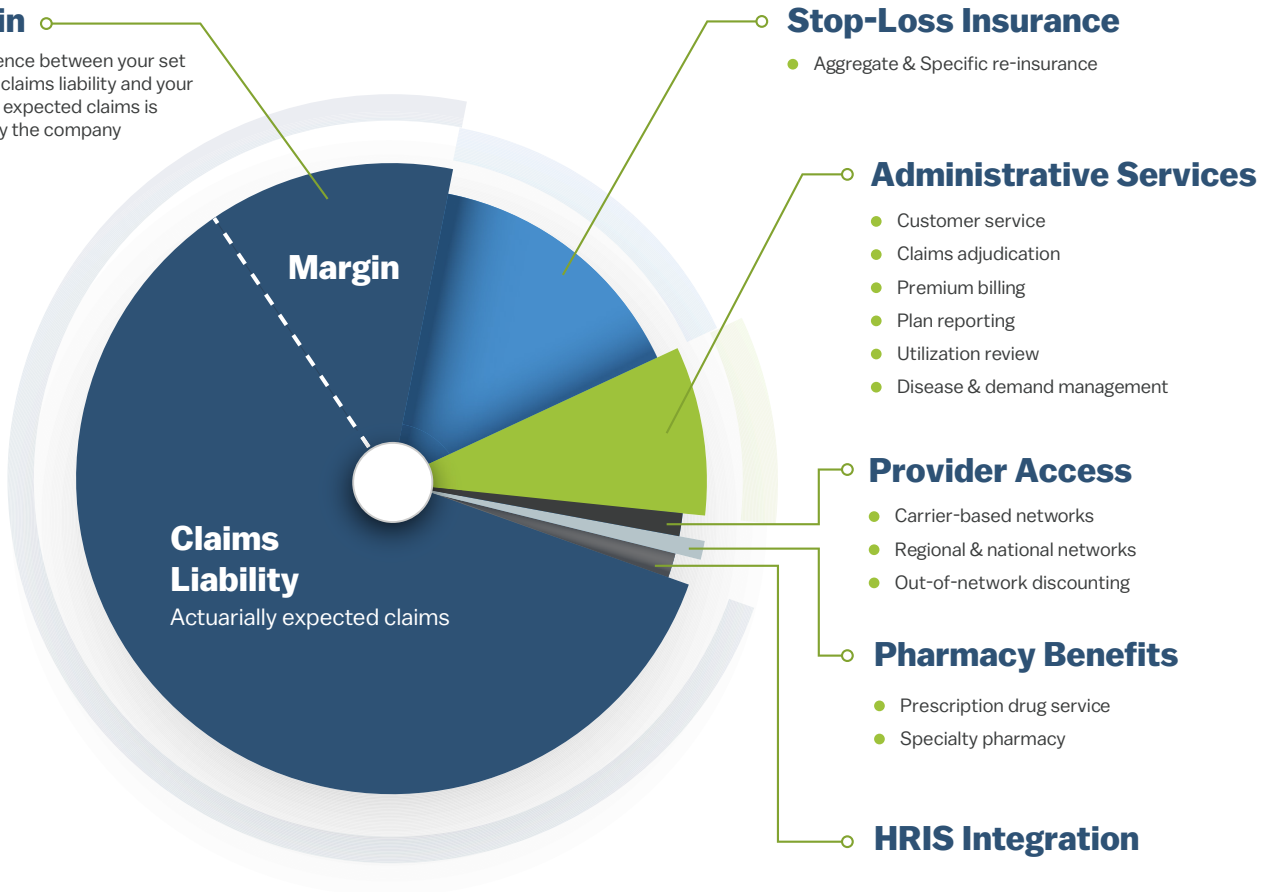 in
ence between your set
claims liability and your
expected claims is
y the company
Margin
Claims
Liability
Actuarially expected claims
Stop-Loss Insurance
Aggregate & Specific re-insurance
Administrative Services
Customer service
Claims adjudication
Premium billing
Plan reporting
Utilization review
Disease & demand management
Provider Access
Carrier-based networks
Regional & national networks
Out-of-network discounting
Pharmacy Benefits
Prescription drug service
Specialty pharmacy
HRIS Integration